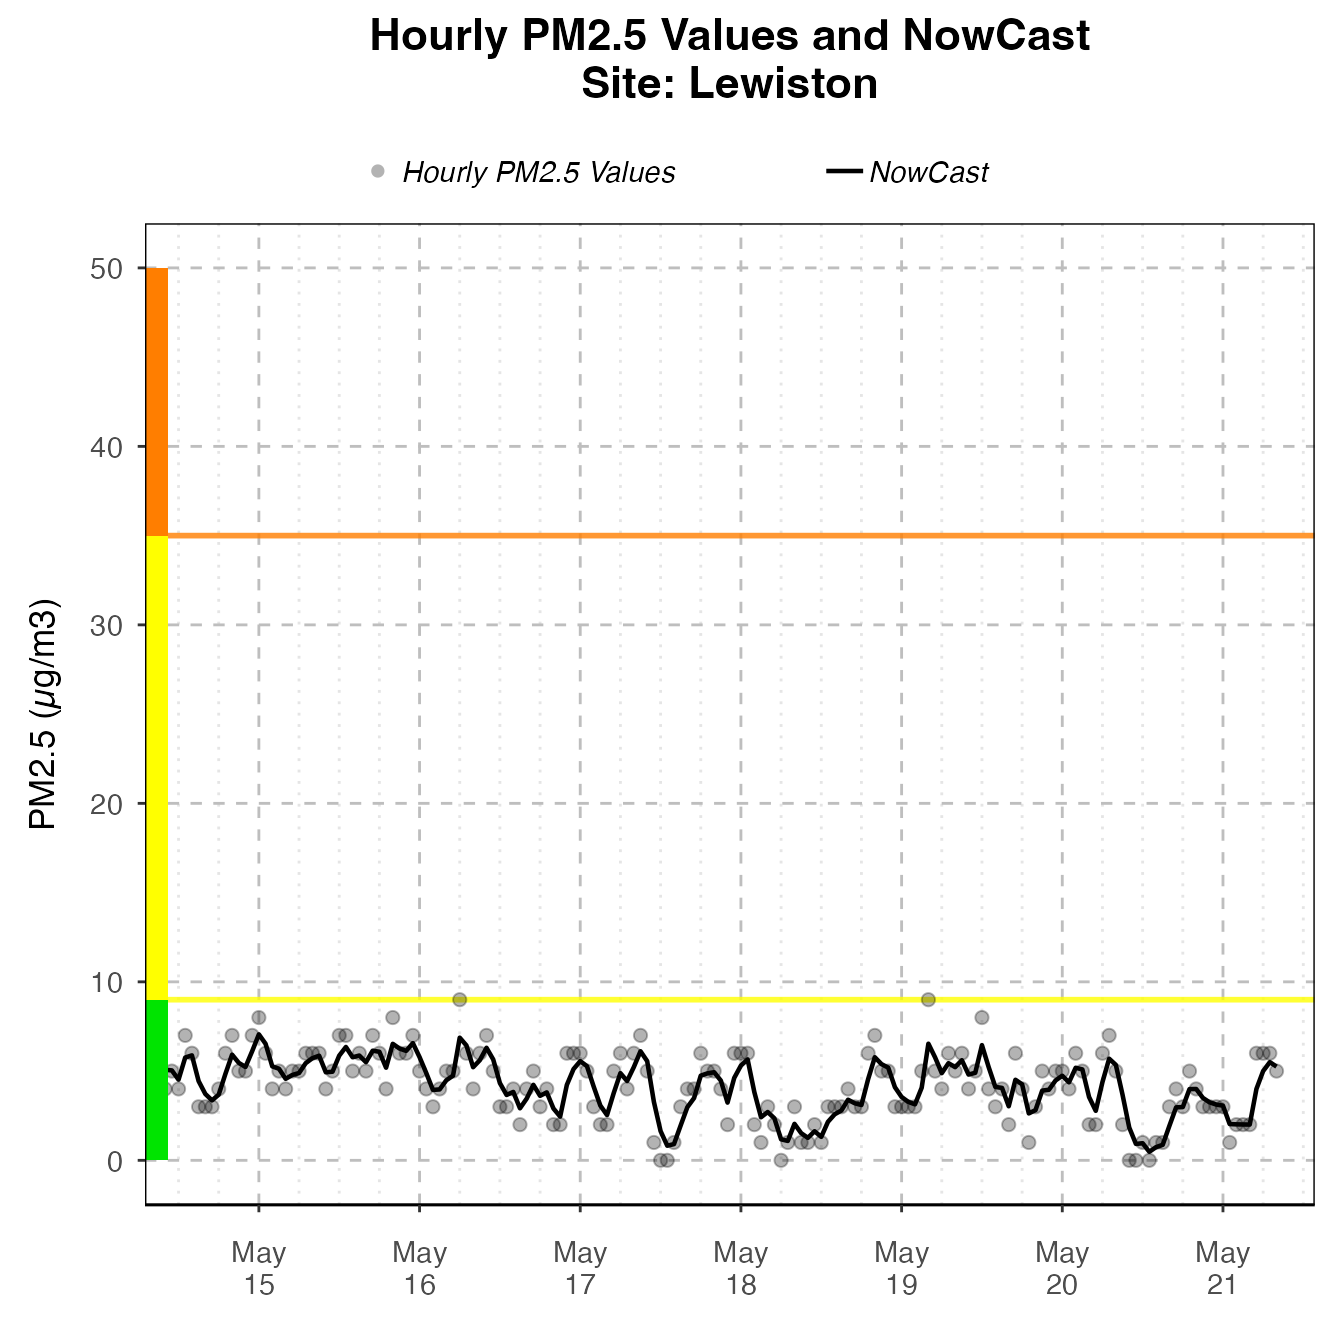 Hourly PM2.5 Values and NowCast
Site: Lewiston
Hourly PM2.5 Values
NowCast
PM2.5 (µg/m3)
50
40
30
20
10
0
May
15
May
16
May
17
May
18
May
19
May
20
May
21